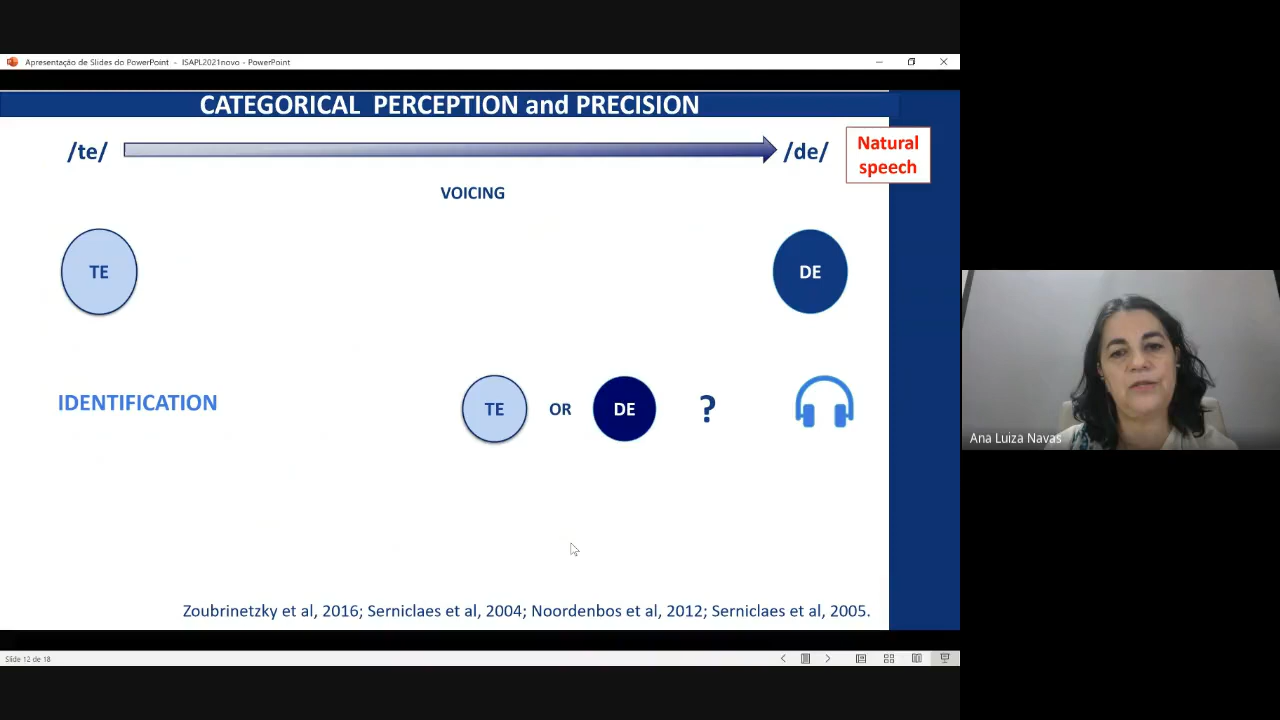 Apresentação de Slides do PowerPoint - ISAPL2021novo - PowerPoint
CATEGORICAL PERCEPTION and PRECISION
/te/
/de/
Natural
speech
VOICING
TE
DE
IDENTIFICATION
TE OR DE ?
Ana Luiza Navas
Zoubrinetzky et al, 2016; Serniclaes et al, 2004; Noordenbos et al, 2012; Serniclaes et al, 2005.
Slide 12 de 18